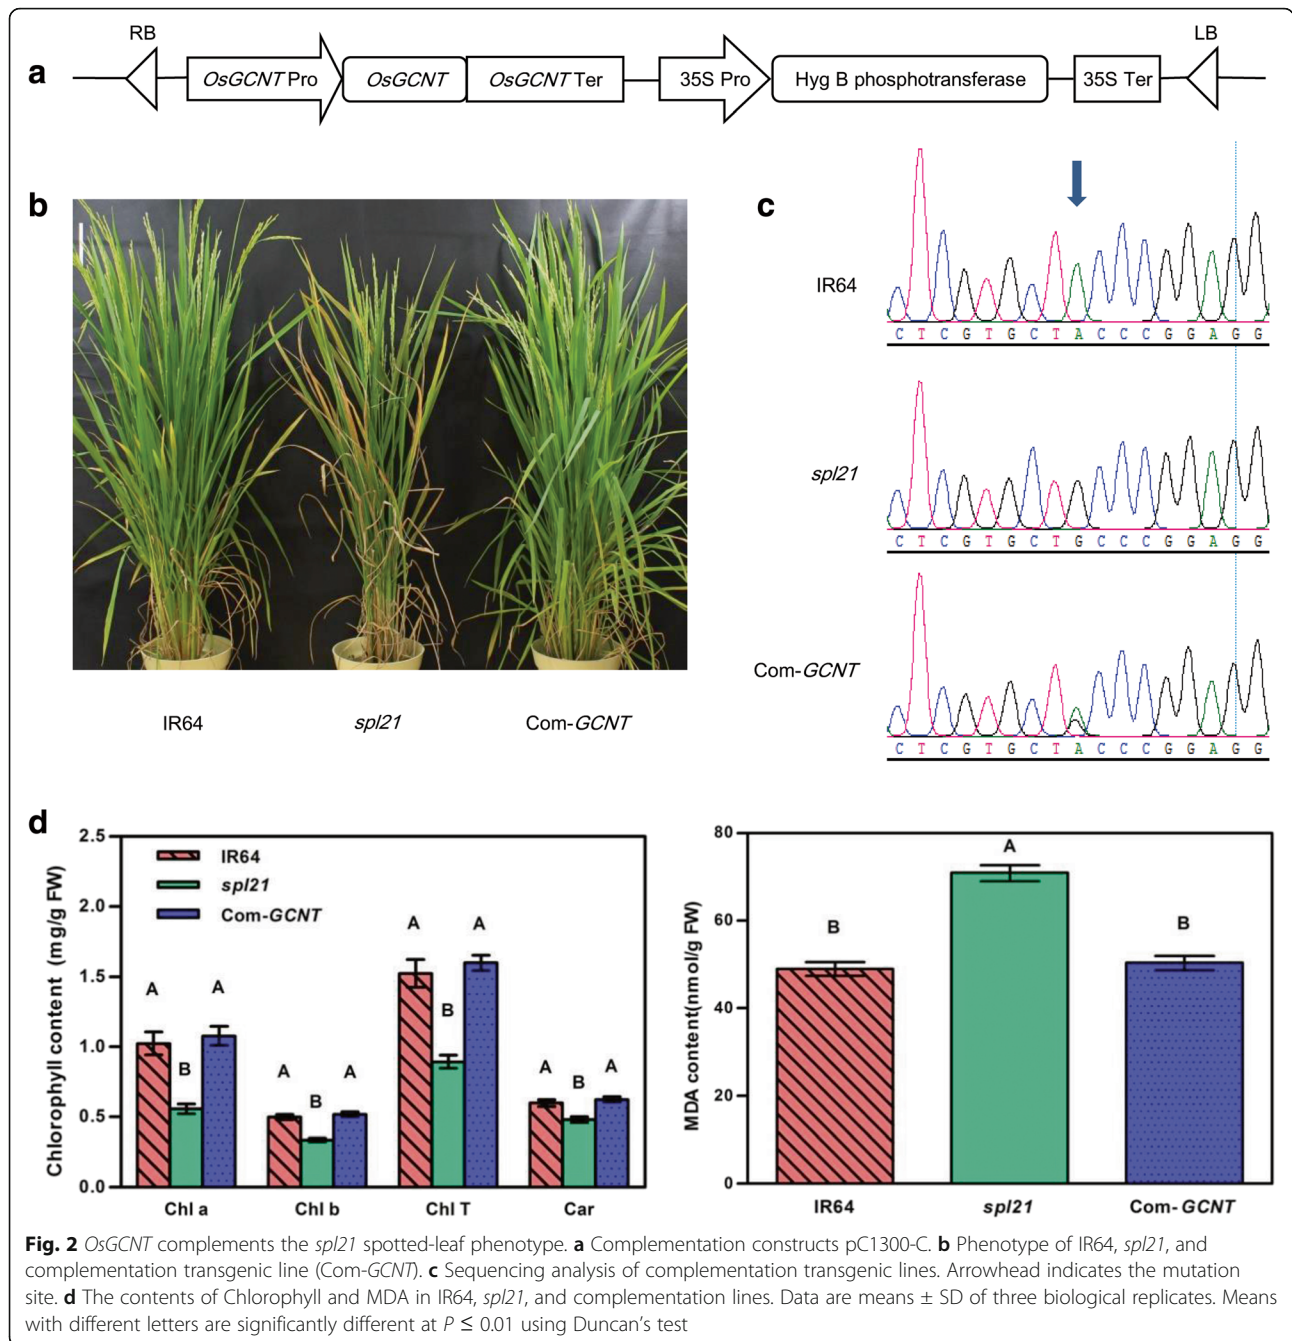 RB
LB
a
OsGCNT Pro
OsGCNT
OsGCNT Ter
35S Pro
Hyg B phosphotransferase
35S Ter
b
IR64
spl21
Com-GCNT
c
IR64
C T C G T G C T A C C C G G A G G
spl21
C T C G T G C T G C C C G G A G G
Com-GCNT
C T C G T G C T A C C C G G A G G
d
Chlorophyll content (mg/g FW)
2.5
2.0
1.5
1.0
0.5
0.0
IR64
spl21
Com-GCNT
A B A
A B A
A B A
A B A
Chl a
Chl b
Chl T
Car
MDA content(nmol/g FW)
80
60
40
20
0
B
A
B
IR64
spl21
Com-GCNT
Fig. 2 OsGCNT complements the spl21 spotted-leaf phenotype. a Complementation constructs pC1300-C. b Phenotype of IR64, spl21, and
complementation transgenic line (Com-GCNT). c Sequencing analysis of complementation transgenic lines. Arrowhead indicates the mutation
site. d The contents of Chlorophyll and MDA in IR64, spl21, and complementation lines. Data are means ± SD of three biological replicates. Means
with different letters are significantly different at P ≤ 0.01 using Duncan's test